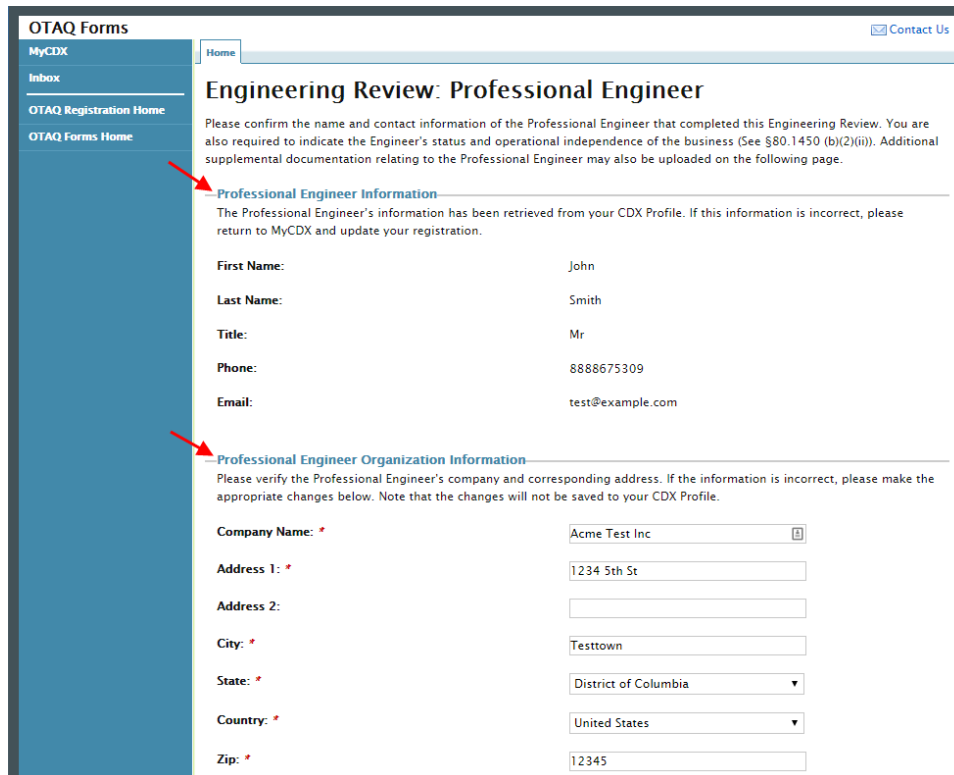 OTAQ Forms
Contact Us
MyCDX
Home
Inbox
OTAQ Registration Home
OTAQ Forms Home
Engineering Review: Professional Engineer
Please confirm the name and contact information of the Professional Engineer that completed this Engineering Review. You are
also required to indicate the Engineer's status and operational independence of the business (See §80.1450 (b)(2)(ii)). Additional
supplemental documentation relating to the Professional Engineer may also be uploaded on the following page.
Professional Engineer Information
The Professional Engineer's information has been retrieved from your CDX Profile. If this information is incorrect, please
return to MyCDX and update your registration.
First Name: John
Last Name: Smith
Title: Mr
Phone: 8888675309
Email: test@example.com
Professional Engineer Organization Information
Please verify the Professional Engineer's company and corresponding address. If the information is incorrect, please make the
appropriate changes below. Note that the changes will not be saved to your CDX Profile.
Company Name: * Acme Test Inc
Address 1: * 1234 5th St
Address 2:
City: * Testtown
State: * District of Columbia
Country: * United States
Zip: * 12345